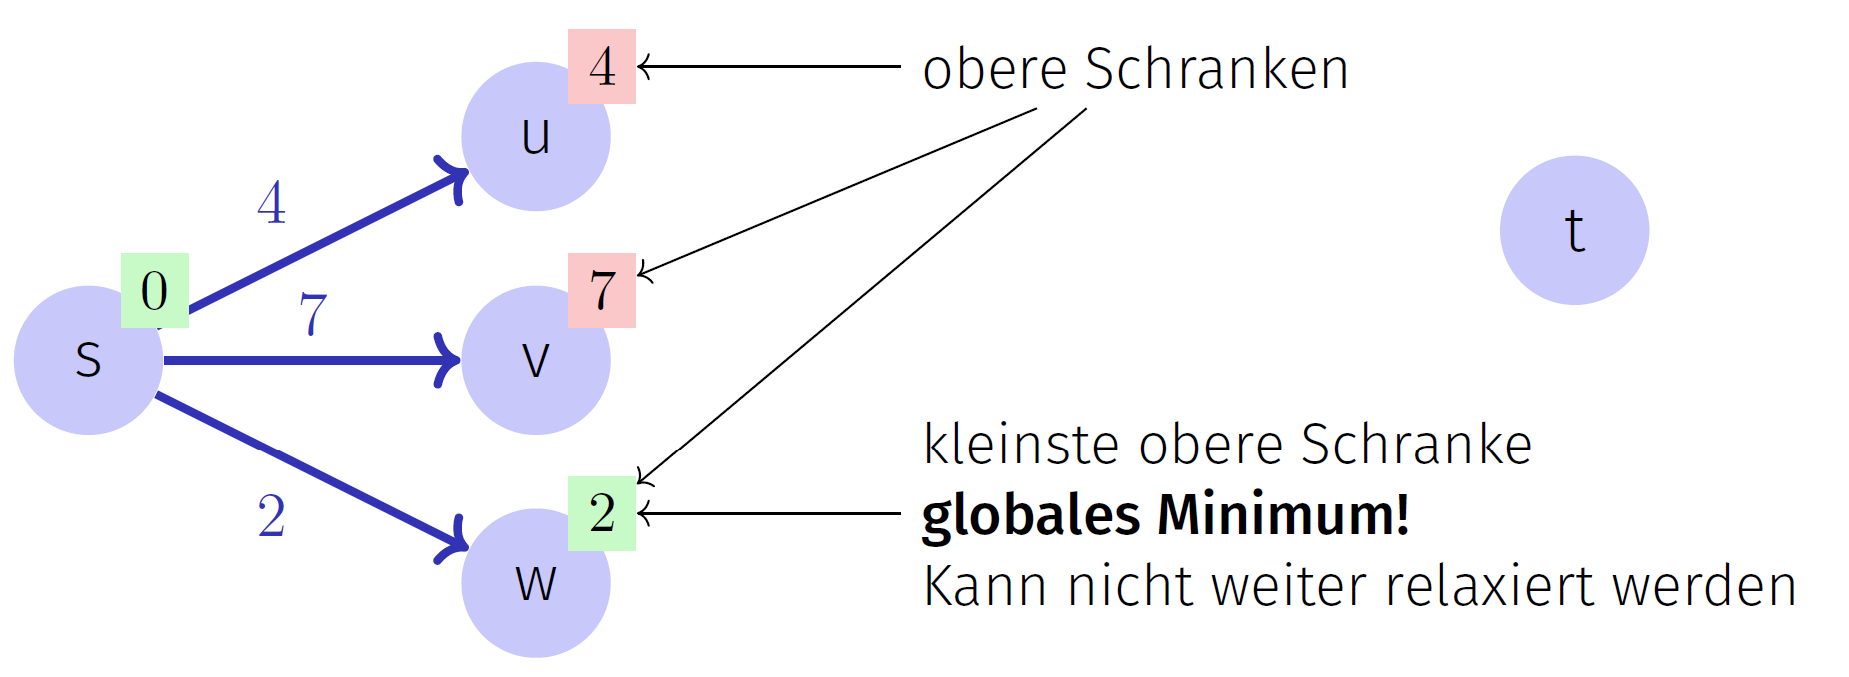 4
obere Schranken
u
4
t
0
7
7
s
v
kleinste obere Schranke
2
globales Minimum!
2
w
Kann nicht weiter relaxiert werden